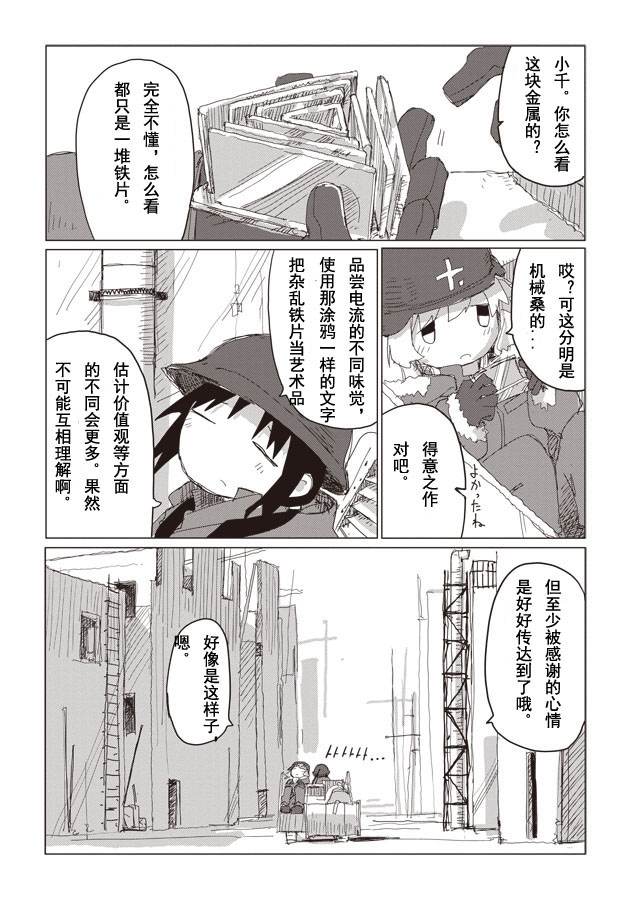 小千。你怎么看
这块金属的？
完全不懂，怎么看
都只是一堆铁片。
哎？可这分明是
机械桑的...
得意之作
对吧。
よかったね
品尝电流的不同味觉，
使用那涂鸦一样的文字
把杂乱铁片当艺术品
估计价值观等方面
的不同会更多。果然
不可能互相理解啊。
但至少被感谢的心情
是好好传达到了哦。
好像是这样子，
嗯。